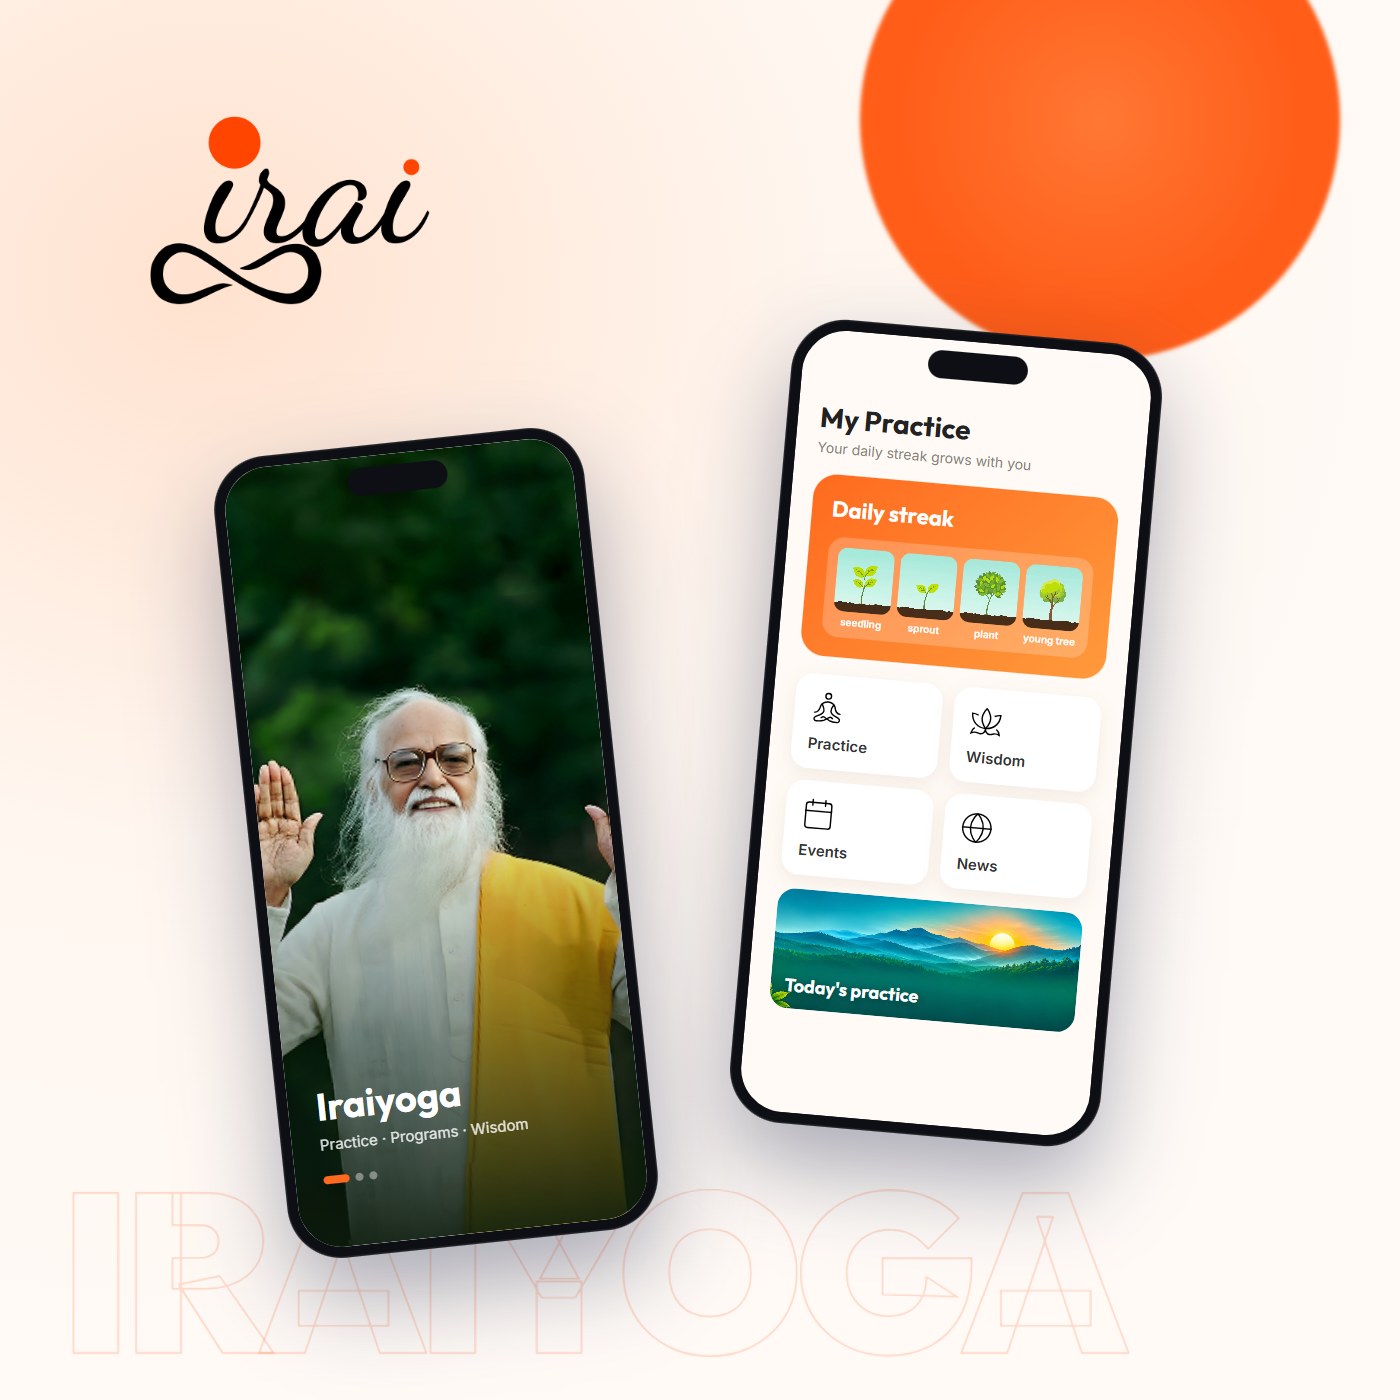 irai
My Practice
Your daily streak grows with you
Daily streak
seedling
sprout
plant
young tree
Practice
Wisdom
Events
News
Today's practice
Iraiyoga
Practice · Programs · Wisdom
IRAIYOGA